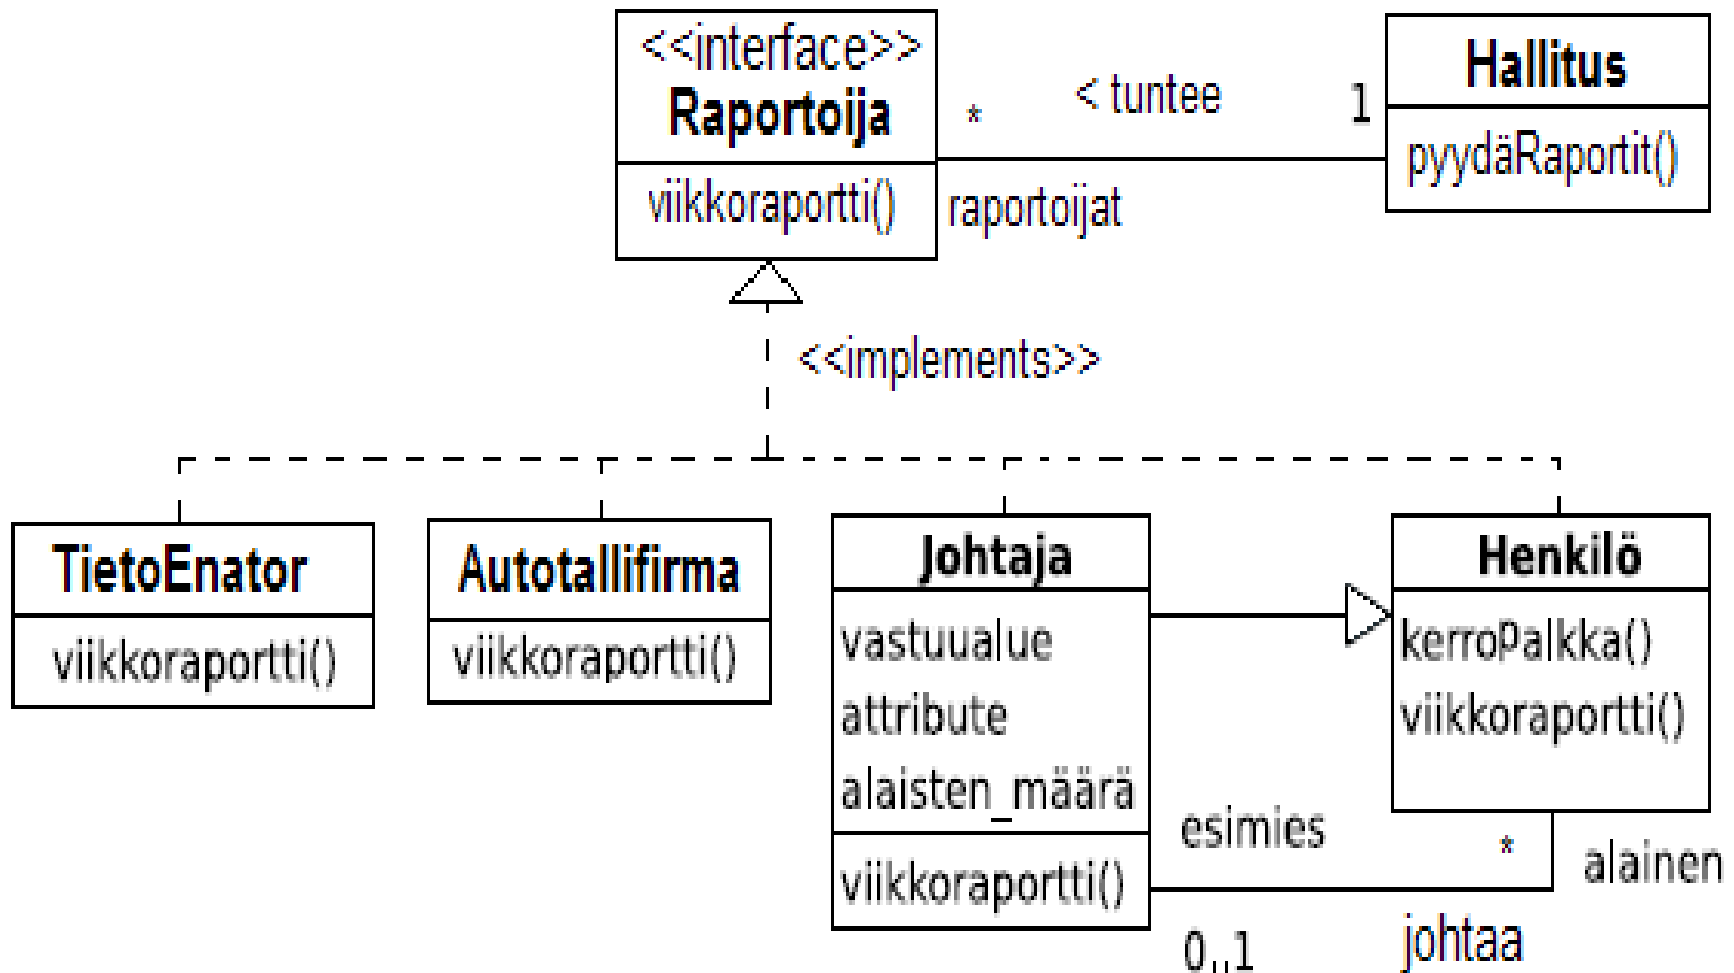 <<interface>>
Raportoija
viikkoraportti()
*
< tuntee
1
raportoijat
Hallitus
pyydäRaportit()
<<implements>>
TietoEnator
viikkoraportti()
Autotallifirma
viikkoraportti()
Johtaja
vastuualue
attribute
alaisten_määrä
viikkoraportti()
Henkilö
kerroPalkka()
viikkoraportti()
esimies
*
alainen
0..1
johtaa